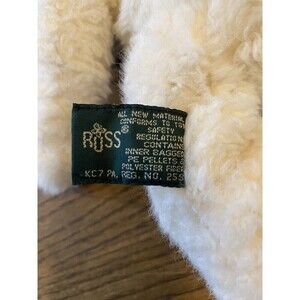 RUSS®
ALL NEW MATERIAL
CONFORMS TO
SAFETY
REGULATION
CONTAINS
INNER BAGGED
PE PELLETS &
POLYESTER FIBER
KC7 PA. REG. NO. 255